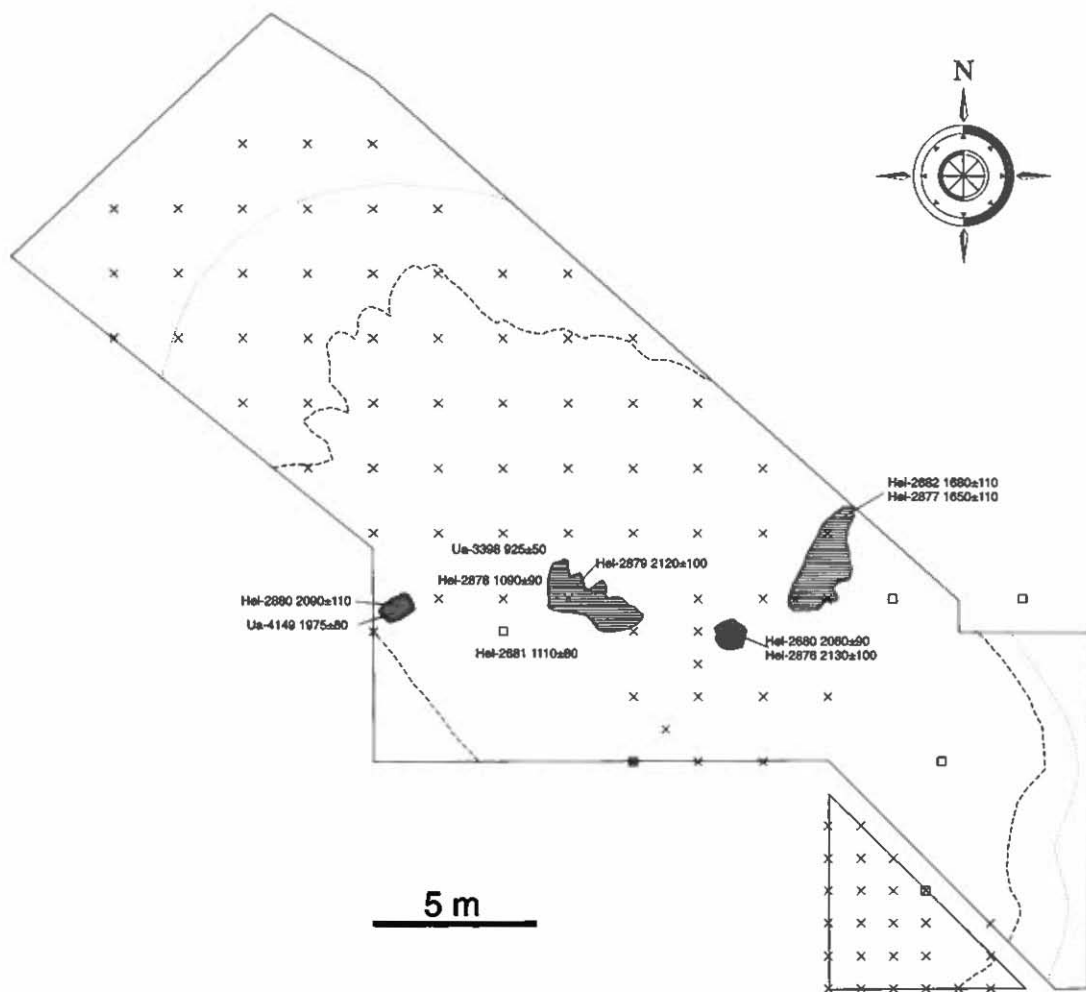 N
Hel-2682 1680±110
Hel-2877 1650±110
Ua-3398 925±50
Hel-2879 2120±100
Hel-2878 1090±90
Hel-2880 2090±110
Ua-4149 1975±60
Hel-2681 1110±80
Hel-2680 2060±90
Hel-2876 2130±100
5 m